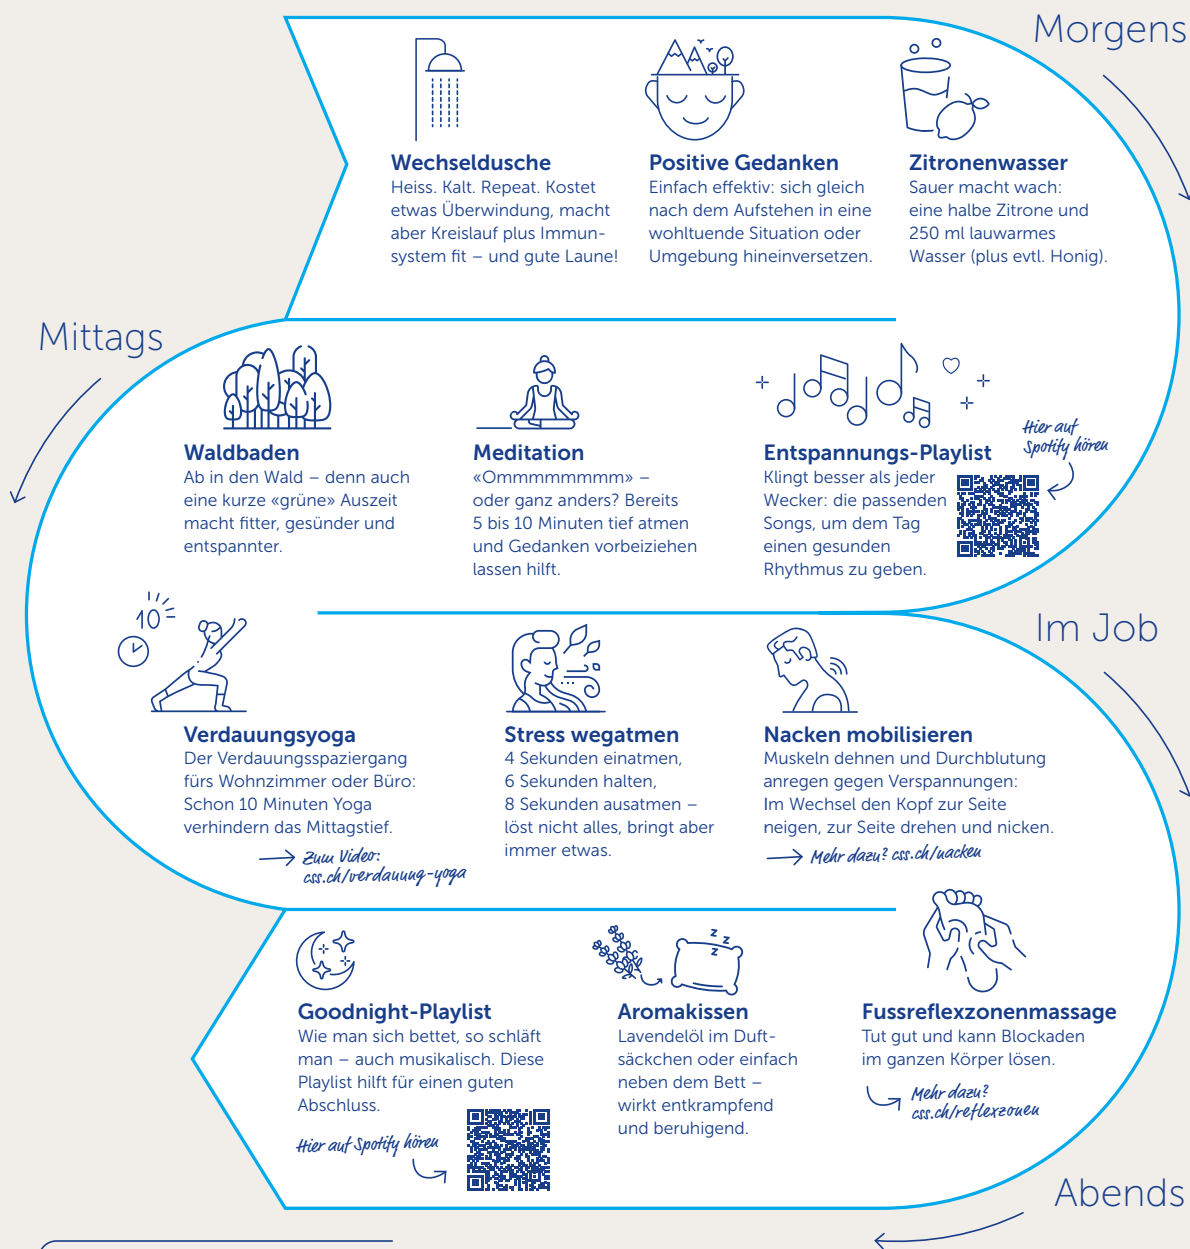 Morgens
Wechseldusche
Heiss. Kalt. Repeat. Kostet
etwas Überwindung, macht
aber Kreislauf plus Immun-
system fit – und gute Laune!
Positive Gedanken
Einfach effektiv: sich gleich
nach dem Aufstehen in eine
wohltuende Situation oder
Umgebung hineinversetzen.
Zitronenwasser
Sauer macht wach:
eine halbe Zitrone und
250 ml lauwarmes
Wasser (plus evtl. Honig).
Entspannungs-Playlist
Klingt besser als jeder
Wecker: die passenden
Songs, um dem Tag
einen gesunden
Rhythmus zu geben.
Hier auf
Spotify hören
Meditation
«Ommmmmmmm» –
oder ganz anders? Bereits
5 bis 10 Minuten tief atmen
und Gedanken vorbeiziehen
lassen hilft.
Mittags
Waldbaden
Ab in den Wald – denn auch
eine kurze «grüne» Auszeit
macht fitter, gesünder und
entspannter.
10
Verdauungsyoga
Der Verdauungsspaziergang
fürs Wohnzimmer oder Büro:
Schon 10 Minuten Yoga
verhindern das Mittagstief.
Zum Video:
css.ch/verdauung-yoga
Stress wegatmen
4 Sekunden einatmen,
6 Sekunden halten,
8 Sekunden ausatmen –
löst nicht alles, bringt aber
immer etwas.
Im Job
Nacken mobilisieren
Muskeln dehnen und Durchblutung
anregen gegen Verspannungen:
Im Wechsel den Kopf zur Seite
neigen, zur Seite drehen und nicken.
Mehr dazu? css.ch/nacken
Fussreflexzonenmassage
Tut gut und kann Blockaden
im ganzen Körper lösen.
Mehr dazu?
css.ch/reflexzonen
Abends
z z
z
Aromakissen
Lavendelöl im Duft-
säckchen oder einfach
neben dem Bett –
wirkt entkrampfend
und beruhigend.
Goodnight-Playlist
Wie man sich bettet, so schläft
man – auch musikalisch. Diese
Playlist hilft für einen guten
Abschluss.
Hier auf Spotify hören